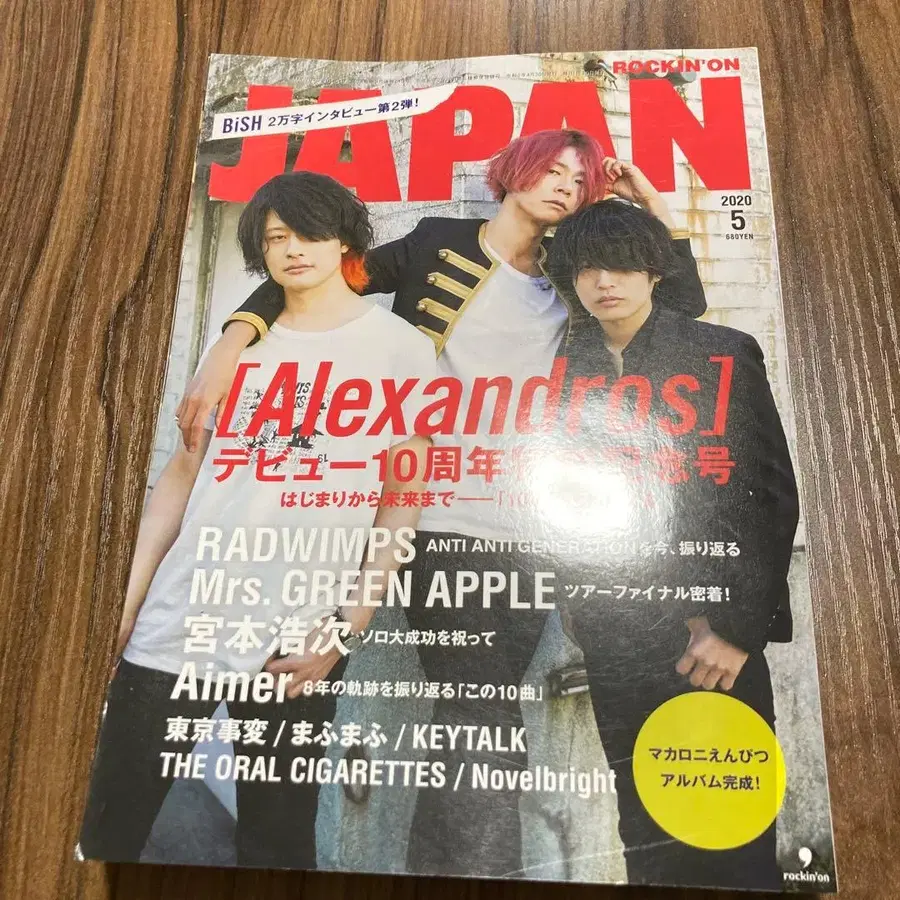 ROCKIN'ON
JAPAN
BiSH 2万字インタビュー第2弾!
2020
5
680YEN
[Alexandros]
デビュー10周年 記念号
はじまりから未来まで――「10
RADWIMPS ANTI ANTI GENERATIONを今、振り返る
Mrs. GREEN APPLE ツアーファイナル密着!
宮本浩次 ソロ大成功を祝って
Aimer 8年の軌跡を振り返る「この10曲」
東京事変 / まふまふ / KEYTALK
THE ORAL CIGARETTES / Novelbright
マカロニえんぴつ
アルバム完成!
rockin'on